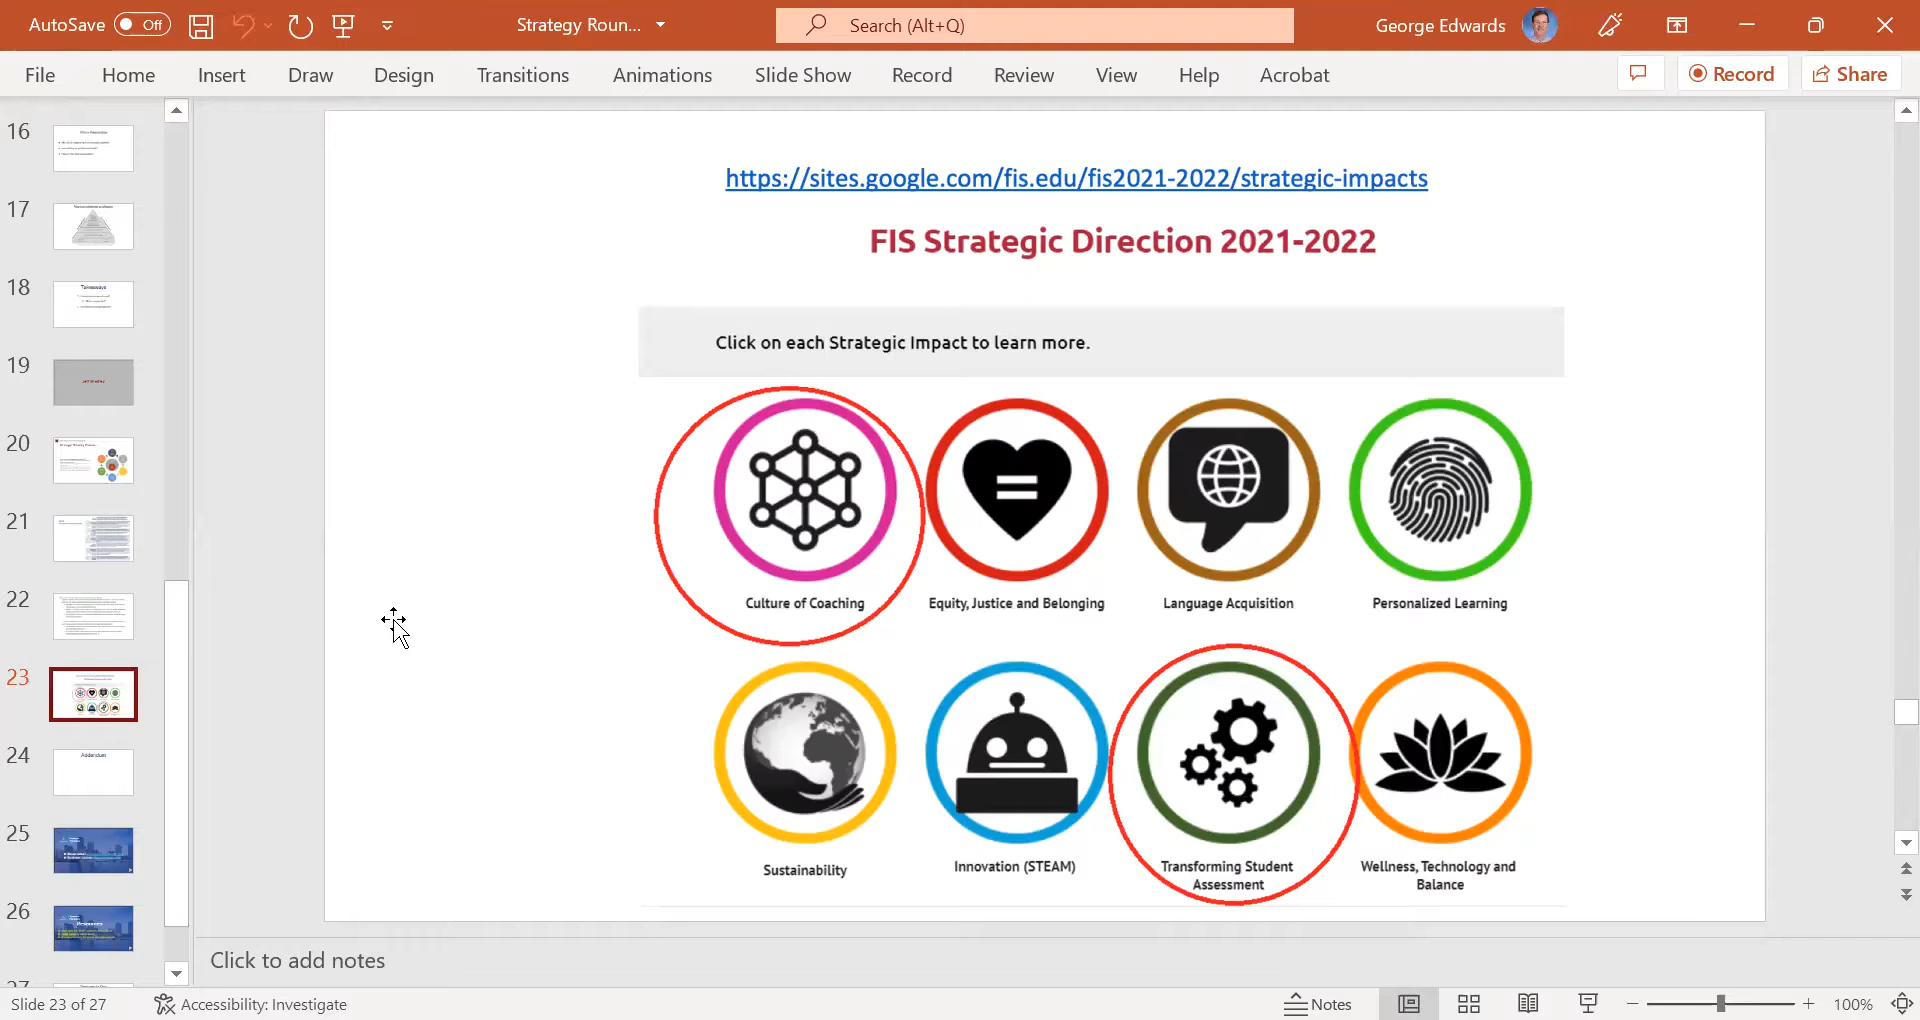 AutoSave Off Strategy Roun... Search (Alt+Q) George Edwards
File Home Insert Draw Design Transitions Animations Slide Show Record Review View Help Acrobat Record Share
16
17
18
Takeaways
19
20
21
22
23
24
Addendum
25
26
https://sites.google.com/fis.edu/fis2021-2022/strategic-impacts
FIS Strategic Direction 2021-2022
Click on each Strategic Impact to learn more.
Culture of Coaching Equity, Justice and Belonging Language Acquisition Personalized Learning
Sustainability Innovation (STEAM) Transforming Student Wellness, Technology and
Assessment Balance
Click to add notes
Slide 23 of 27 Accessibility: Investigate Notes 100%